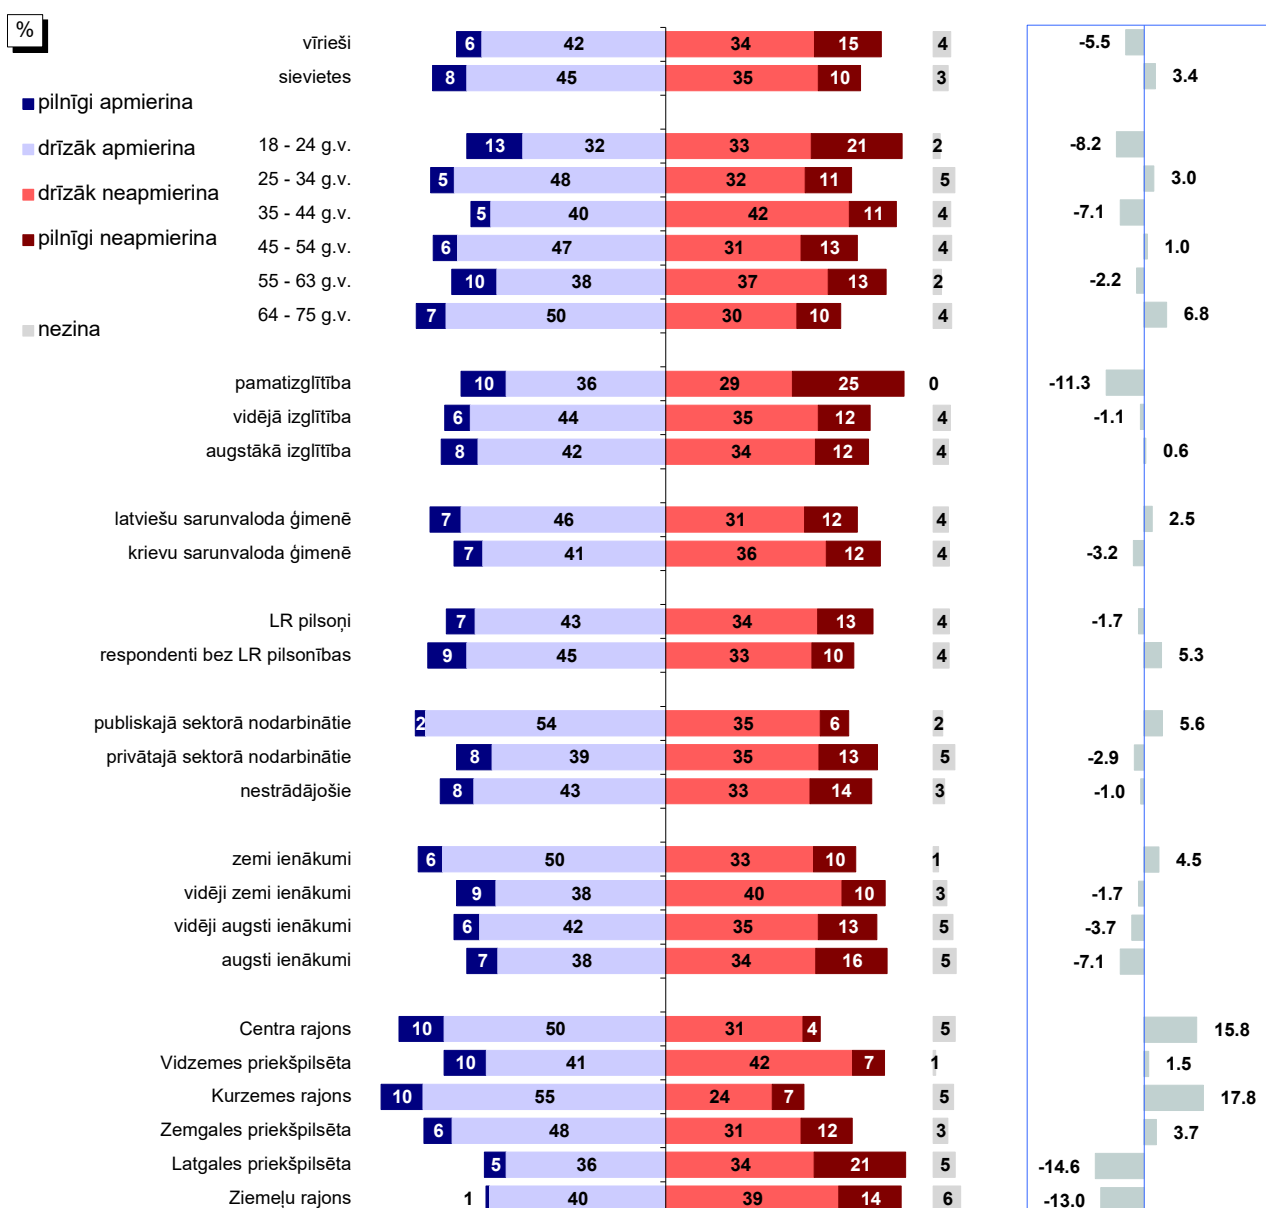 %
pilnīgi apmierina
drīzāk apmierina
drīzāk neapmierina
pilnīgi neapmierina
nezina
vīrieši 6 42 34 15 4 -5.5
sievietes 8 45 35 10 3 3.4
18 - 24 g.v. 13 32 33 21 2 -8.2
25 - 34 g.v. 5 48 32 11 5 3.0
35 - 44 g.v. 5 40 42 11 4 -7.1
45 - 54 g.v. 6 47 31 13 4 1.0
55 - 63 g.v. 10 38 37 13 2 -2.2
64 - 75 g.v. 7 50 30 10 4 6.8
pamatizglītība 10 36 29 25 0 -11.3
vidējā izglītība 6 44 35 12 4 -1.1
augstākā izglītība 8 42 34 12 4 0.6
latviešu sarunvaloda ģimenē 7 46 31 12 4 2.5
krievu sarunvaloda ģimenē 7 41 36 12 4 -3.2
LR pilsoņi 7 43 34 13 4 -1.7
respondenti bez LR pilsonības 9 45 33 10 4 5.3
publiskajā sektorā nodarbinātie 2 54 35 6 2 5.6
privātajā sektorā nodarbinātie 8 39 35 13 5 -2.9
nestrādājošie 8 43 33 14 3 -1.0
zemi ienākumi 6 50 33 10 1 4.5
vidēji zemi ienākumi 9 38 40 10 3 -1.7
vidēji augsti ienākumi 6 42 35 13 5 -3.7
augsti ienākumi 7 38 34 16 5 -7.1
Centra rajons 10 50 31 4 5 15.8
Vidzemes priekšpilsēta 10 41 42 7 1 1.5
Kurzemes rajons 10 55 24 7 5 17.8
Zemgales priekšpilsēta 6 48 31 12 3 3.7
Latgales priekšpilsēta 5 36 34 21 5 -14.6
Ziemeļu rajons 1 40 39 14 6 -13.0